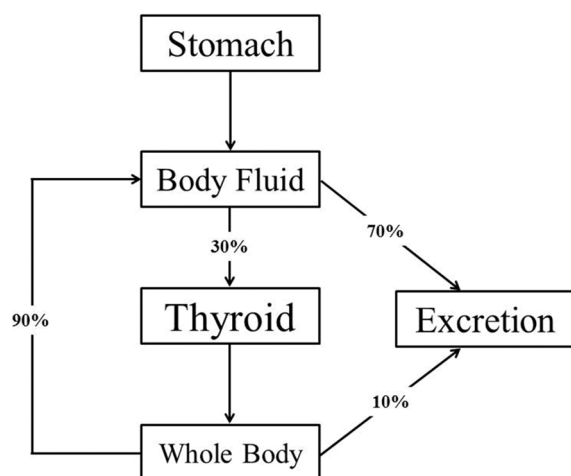 Stomach
Body Fluid
30%
70%
Thyroid
Excretion
90%
10%
Whole Body